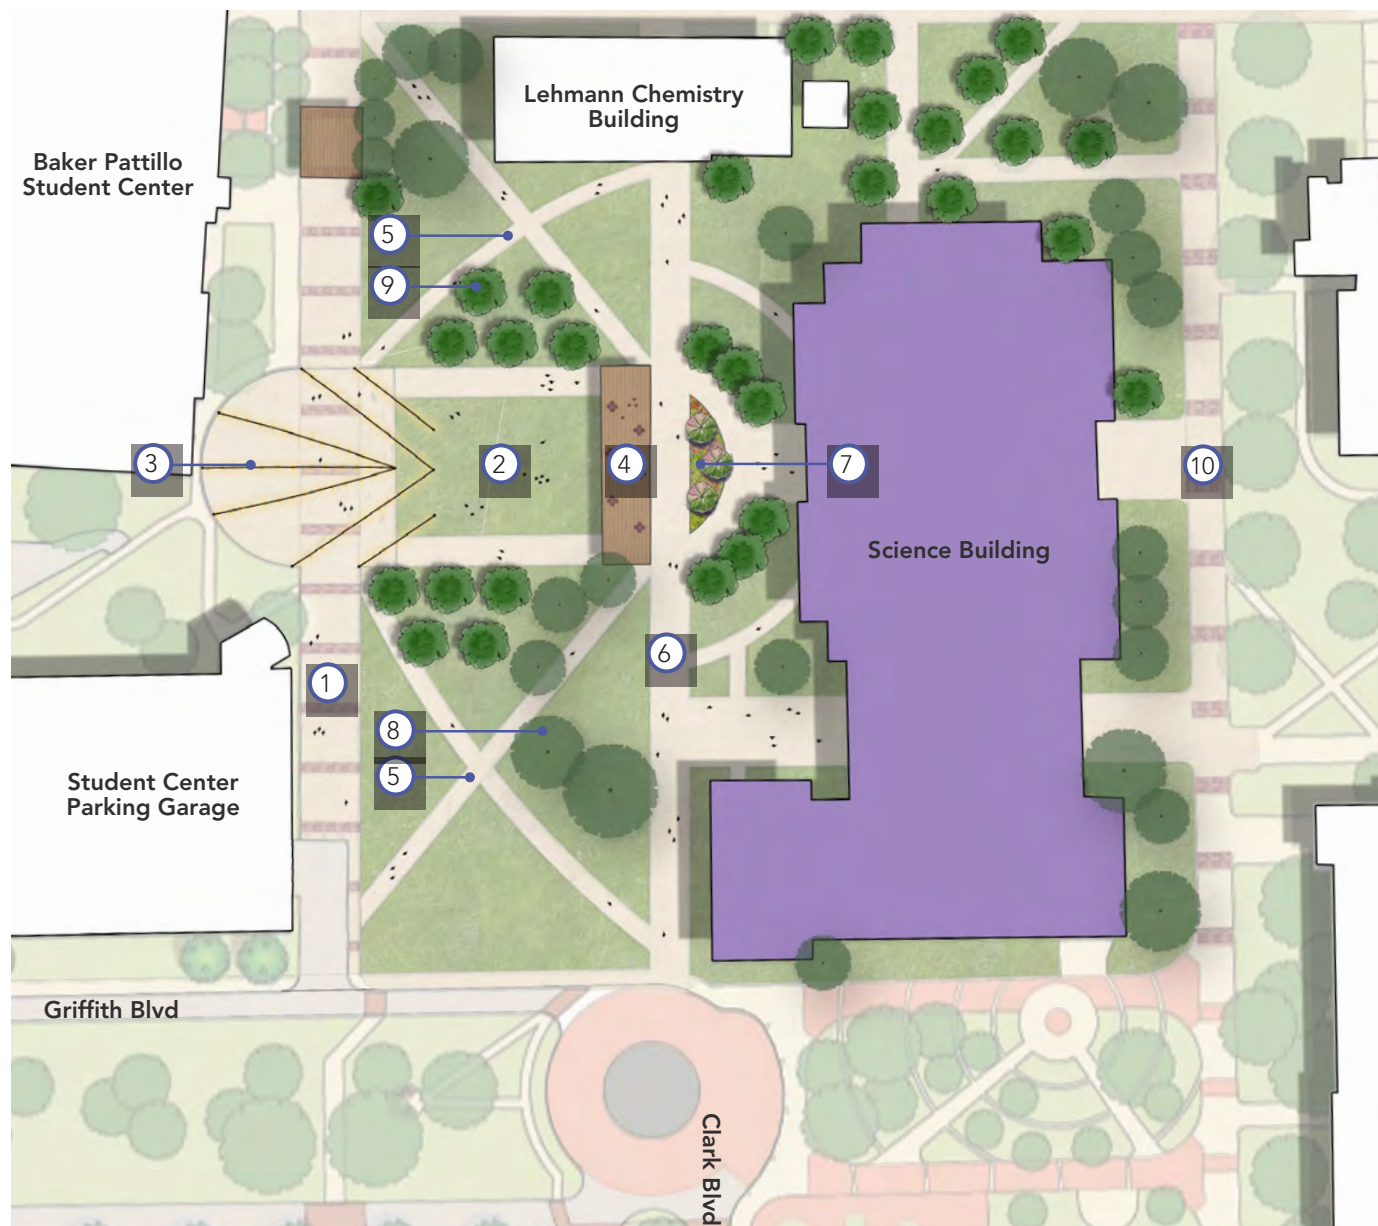 Lehmann Chemistry
Building
Baker Pattillo
Student Center
5
9
3
2
4
7
10
Science Building
6
1
8
5
Student Center
Parking Garage
Griffith Blvd
Clark Blvd